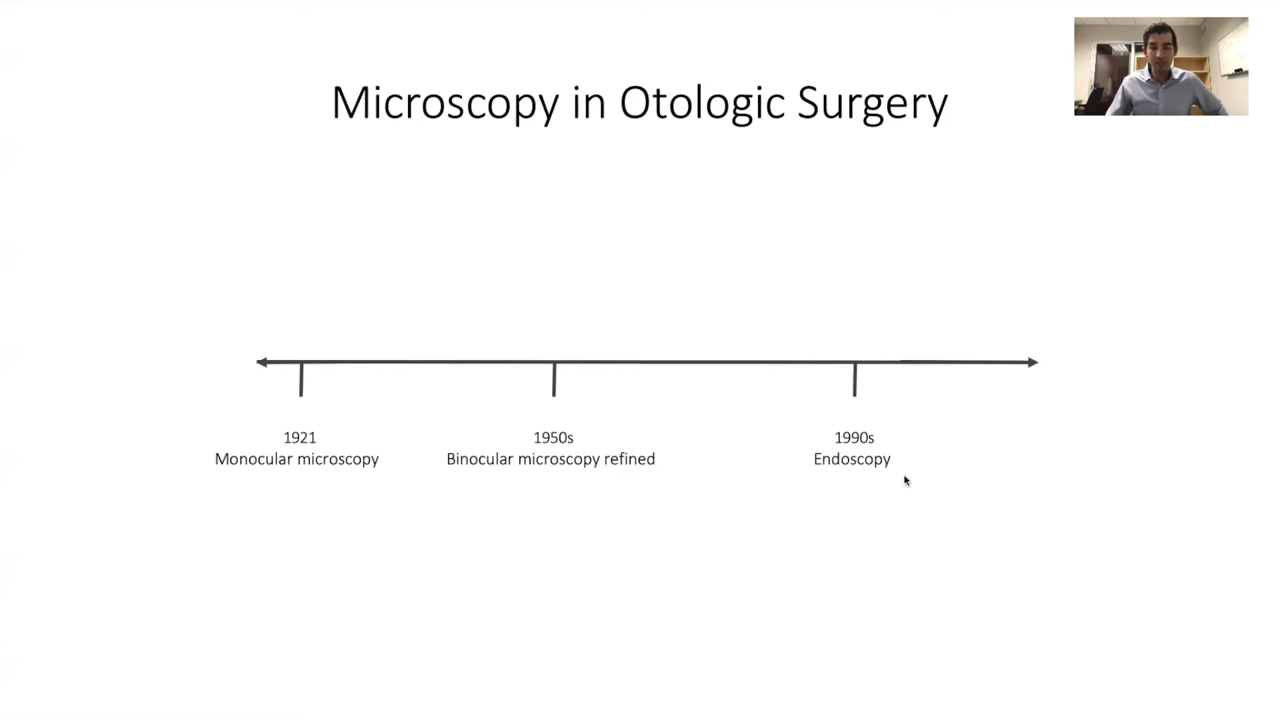 Microscopy in Otologic Surgery
1921
Monocular microscopy
1950s
Binocular microscopy refined
1990s
Endoscopy